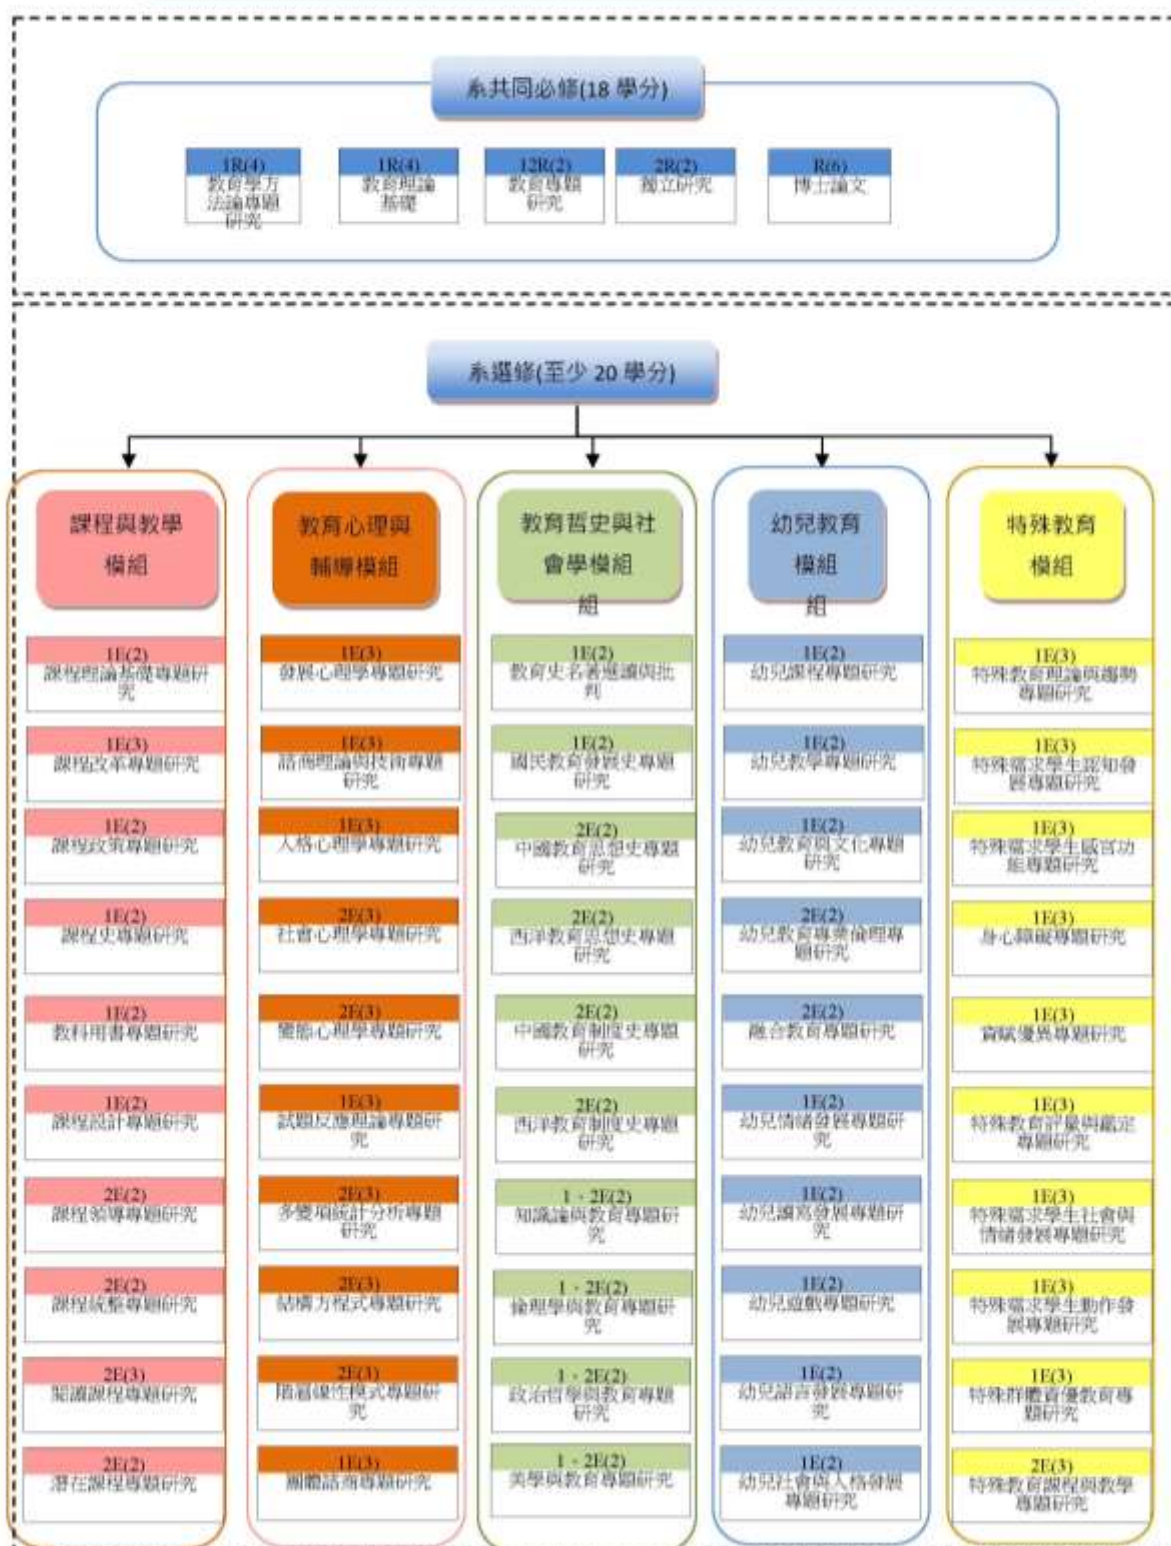 系共同必修(18 學分)
1R(4)
教育學方
法論專題
研究
1R(4)
教育理論
基礎
12R(2)
教育專題
研究
2R(2)
獨立研究
R(6)
博士論文
系選修(至少 20 學分)
課程與教學
模組
1E(2)
課程理論基礎專題研
究
1E(3)
課程改革專題研究
1E(2)
課程政策專題研究
1E(2)
課程史專題研究
1E(2)
教科用書專題研究
1E(2)
課程設計專題研究
2E(2)
課程領導專題研究
2E(2)
課程統整專題研究
2E(3)
閱讀課程專題研究
2E(2)
潛在課程專題研究
教育心理與
輔導模組
1E(3)
發展心理學專題研究
1E(3)
諮商理論與技術專題
研究
1E(3)
人格心理學專題研究
2E(3)
社會心理學專題研究
2E(3)
變態心理學專題研究
1E(3)
試題反應理論專題研
究
2E(3)
多變項統計分析專題
研究
2E(3)
結構方程式專題研究
2E(3)
階層線性模式專題研
究
1E(3)
團體諮商專題研究
教育哲史與社
會學模組
組
1E(2)
教育史名著選讀與批
判
1E(2)
國民教育發展史專題
研究
2E(2)
中國教育思想史專題
研究
2E(2)
西洋教育思想史專題
研究
2E(2)
中國教育制度史專題
研究
2E(2)
西洋教育制度史專題
研究
1、2E(2)
知識論與教育專題研
究
1、2E(2)
倫理學與教育專題研
究
1、2E(2)
政治哲學與教育專題
研究
1、2E(2)
美學與教育專題研究
幼兒教育
模組
組
1E(2)
幼兒課程專題研究
1E(2)
幼兒教學專題研究
1E(2)
幼兒教育與文化專題
研究
2E(2)
幼兒教育專業倫理專
題研究
2E(2)
融合教育專題研究
1E(2)
幼兒情緒發展專題研
究
1E(2)
幼兒讀寫發展專題研
究
1E(2)
幼兒遊戲專題研究
1E(2)
幼兒語言發展專題研
究
1E(2)
幼兒社會與人格發展
專題研究
特殊教育
模組
1E(3)
特殊教育理論與趨勢
專題研究
1E(3)
特殊需求學生認知發
展專題研究
1E(3)
特殊需求學生感官功
能專題研究
1E(3)
身心障礙專題研究
1E(3)
資賦優異專題研究
1E(3)
特殊教育評量與鑑定
專題研究
1E(3)
特殊需求學生社會與
情緒發展專題研究
1E(3)
特殊需求學生動作發
展專題研究
1E(3)
特殊群體資優教育專
題研究
2E(3)
特殊教育課程與教學
專題研究